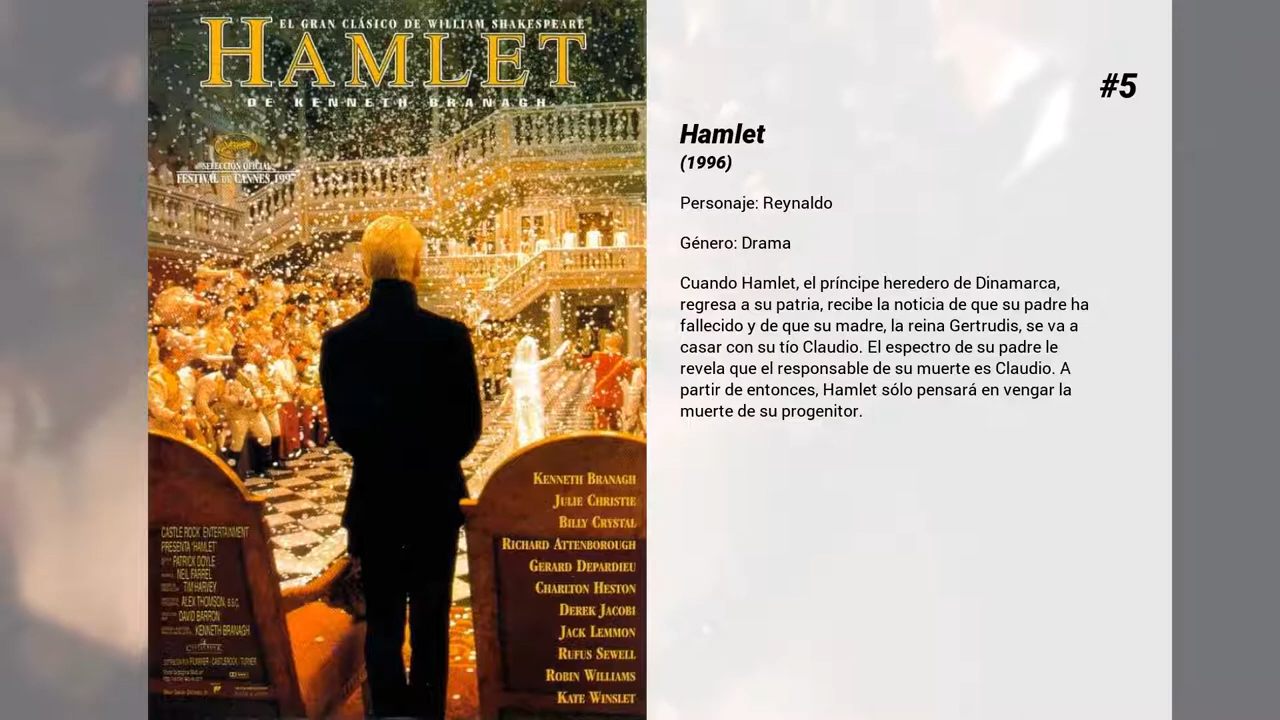 EL GRAN CLÁSICO DE WILLIAM SHAKESPEARE
HAMLET
DE KENNETH BRANAGH
SELECCIÓN OFICIAL
FESTIVAL DE CANNES 1997
KENNETH BRANAGH
JULIE CHRISTIE
BILLY CRYSTAL
RICHARD ATTENBOROUGH
GERARD DEPARDIEU
CHARLTON HESTON
DEREK JACOBI
JACK LEMMON
RUFUS SEWELL
ROBIN WILLIAMS
KATE WINSLET
CASTLE ROCK ENTERTAINMENT
PRESENTA "HAMLET"
PATRICK DOYLE
NEIL FARREL
TIM HARVEY
ALEX THOMSON, B.S.C.
DAVID BARRON
KENNETH BRANAGH
#5
Hamlet
(1996)
Personaje: Reynaldo
Género: Drama
Cuando Hamlet, el príncipe heredero de Dinamarca,
regresa a su patria, recibe la noticia de que su padre ha
fallecido y de que su madre, la reina Gertrudis, se va a
casar con su tío Claudio. El espectro de su padre le
revela que el responsable de su muerte es Claudio. A
partir de entonces, Hamlet sólo pensará en vengar la
muerte de su progenitor.